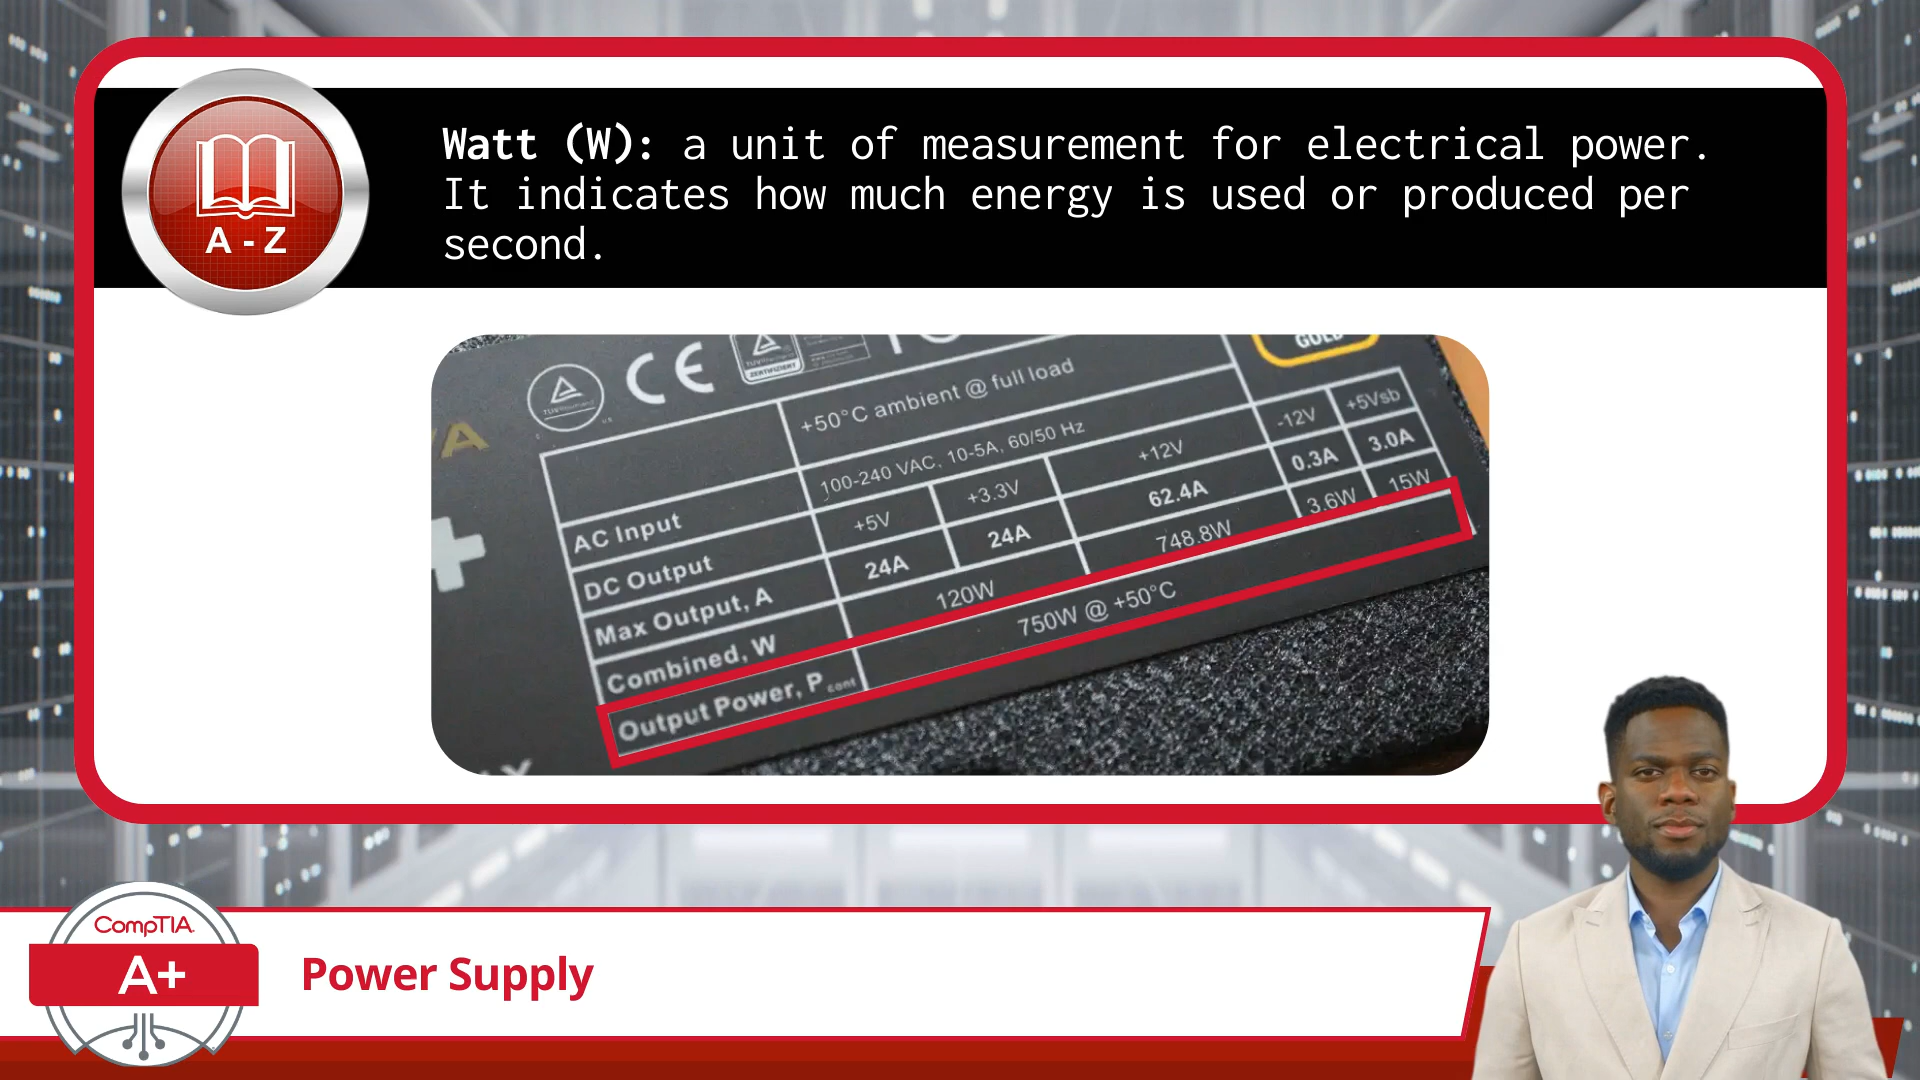 Watt (W): a unit of measurement for electrical power.
It indicates how much energy is used or produced per
second.
A - Z
CE
GOLD
+50°C ambient @ full load
AC Input
100-240 VAC, 10-5A, 60/50 Hz
DC Output
+5V
+3.3V
+12V
-12V
+5Vsb
Max Output, A
24A
24A
62.4A
0.3A
3.0A
Combined, W
120W
748.8W
3.6W
15W
Output Power, P cont
750W @ +50°C
CompTIA
A+
Power Supply